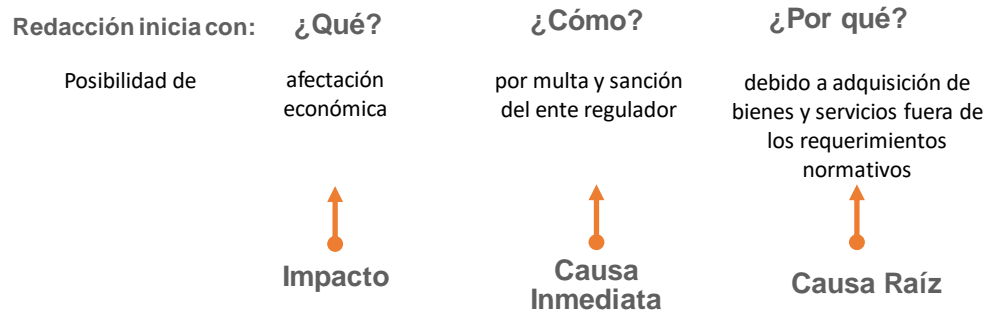 Redacción inicia con:
¿Qué?
¿Cómo?
¿Por qué?
Posibilidad de
afectación
económica
por multa y sanción
del ente regulador
debido a adquisición de
bienes y servicios fuera de
los requerimientos
normativos
Impacto
Causa
Inmediata
Causa Raíz